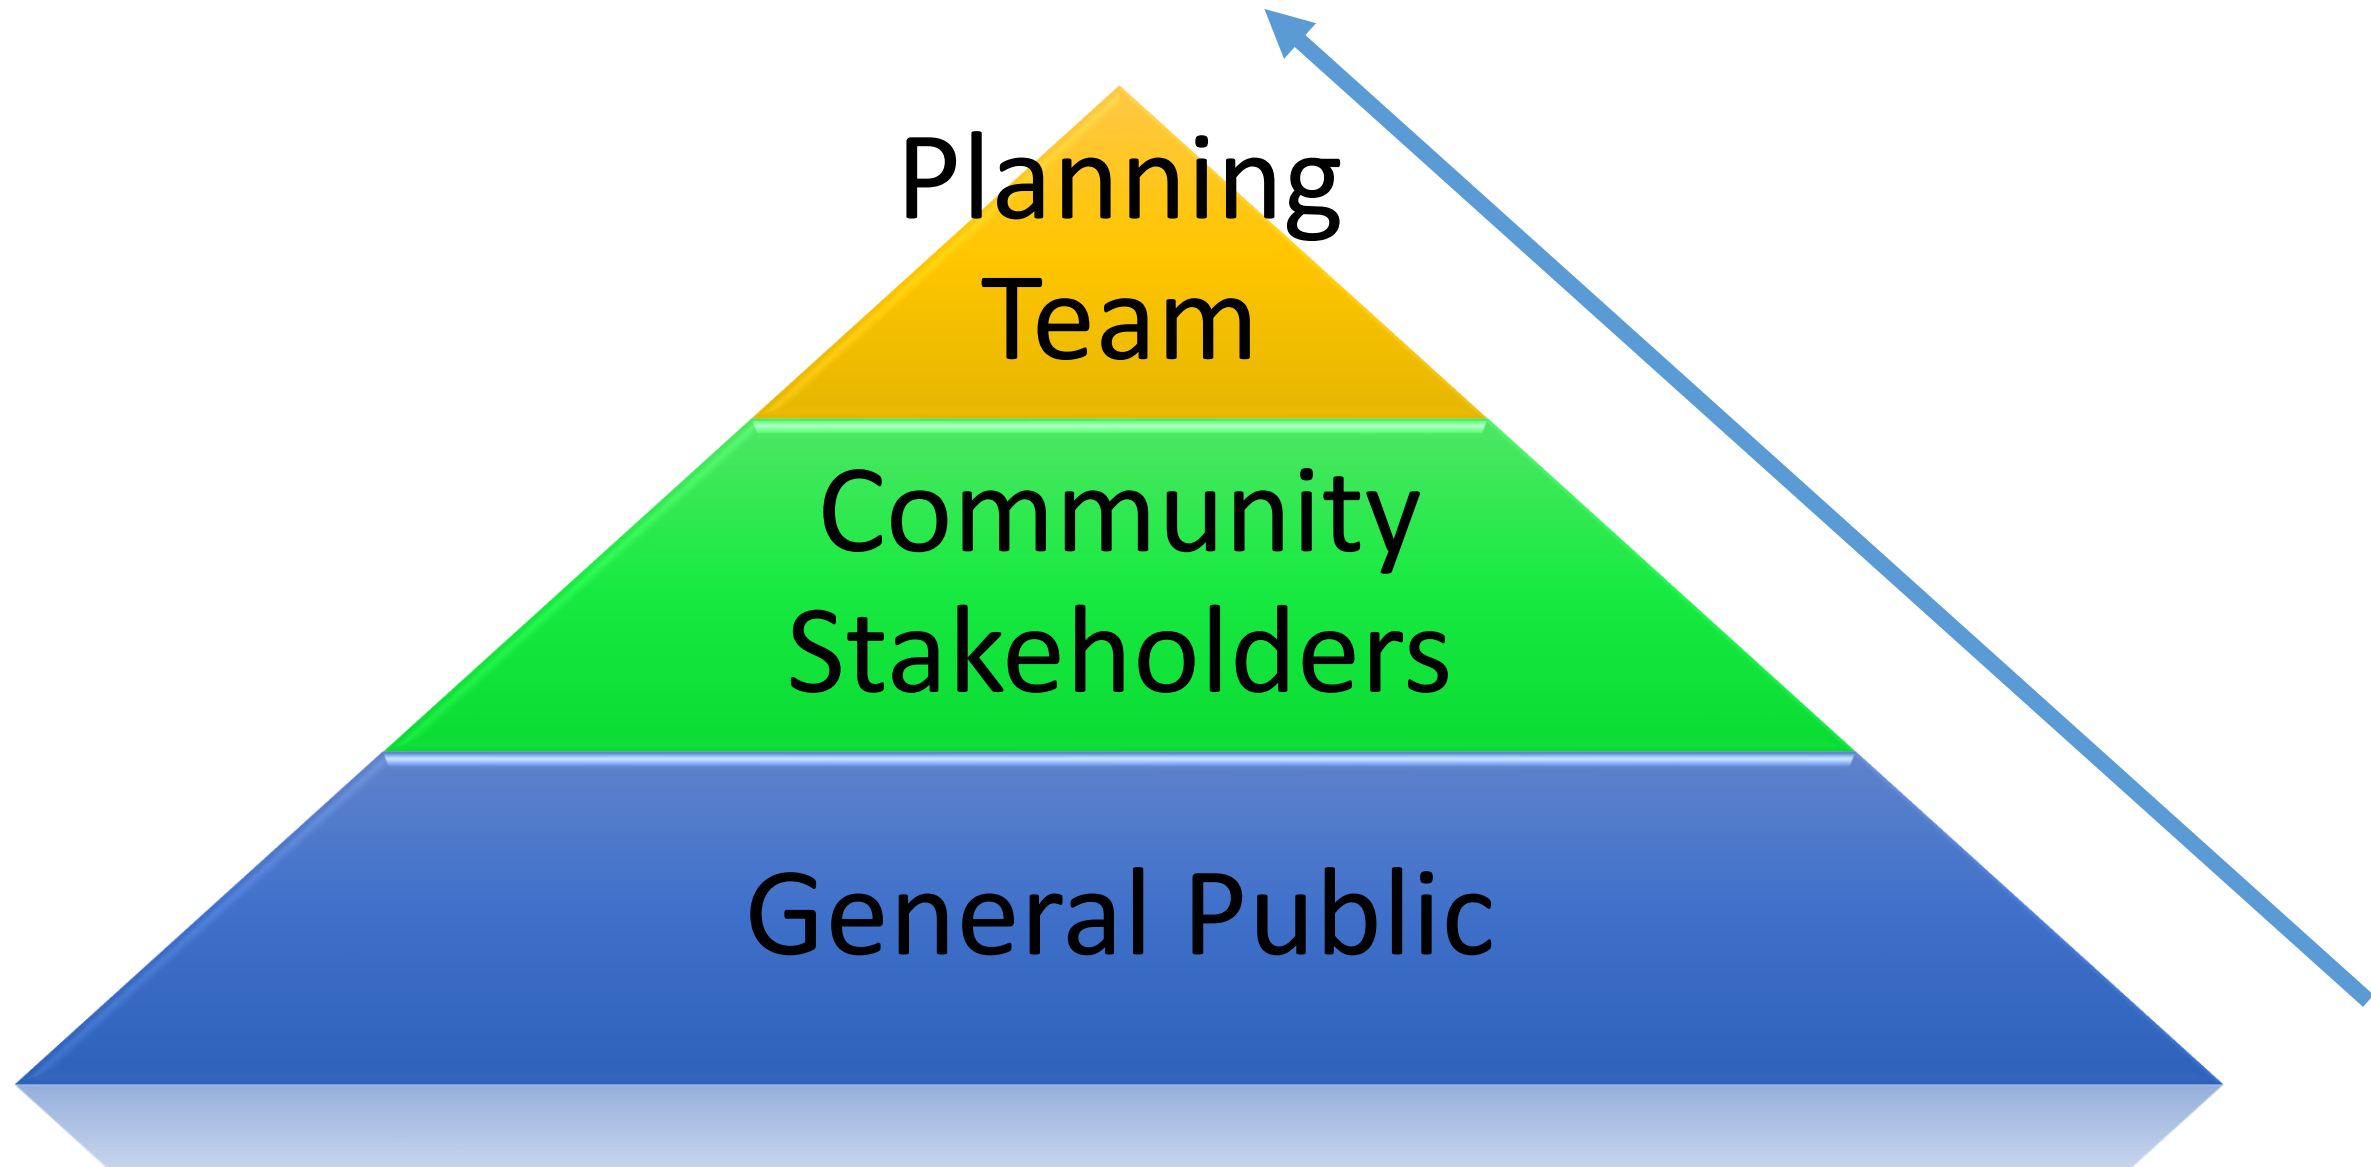 Planning
Team
Community
Stakeholders
General Public